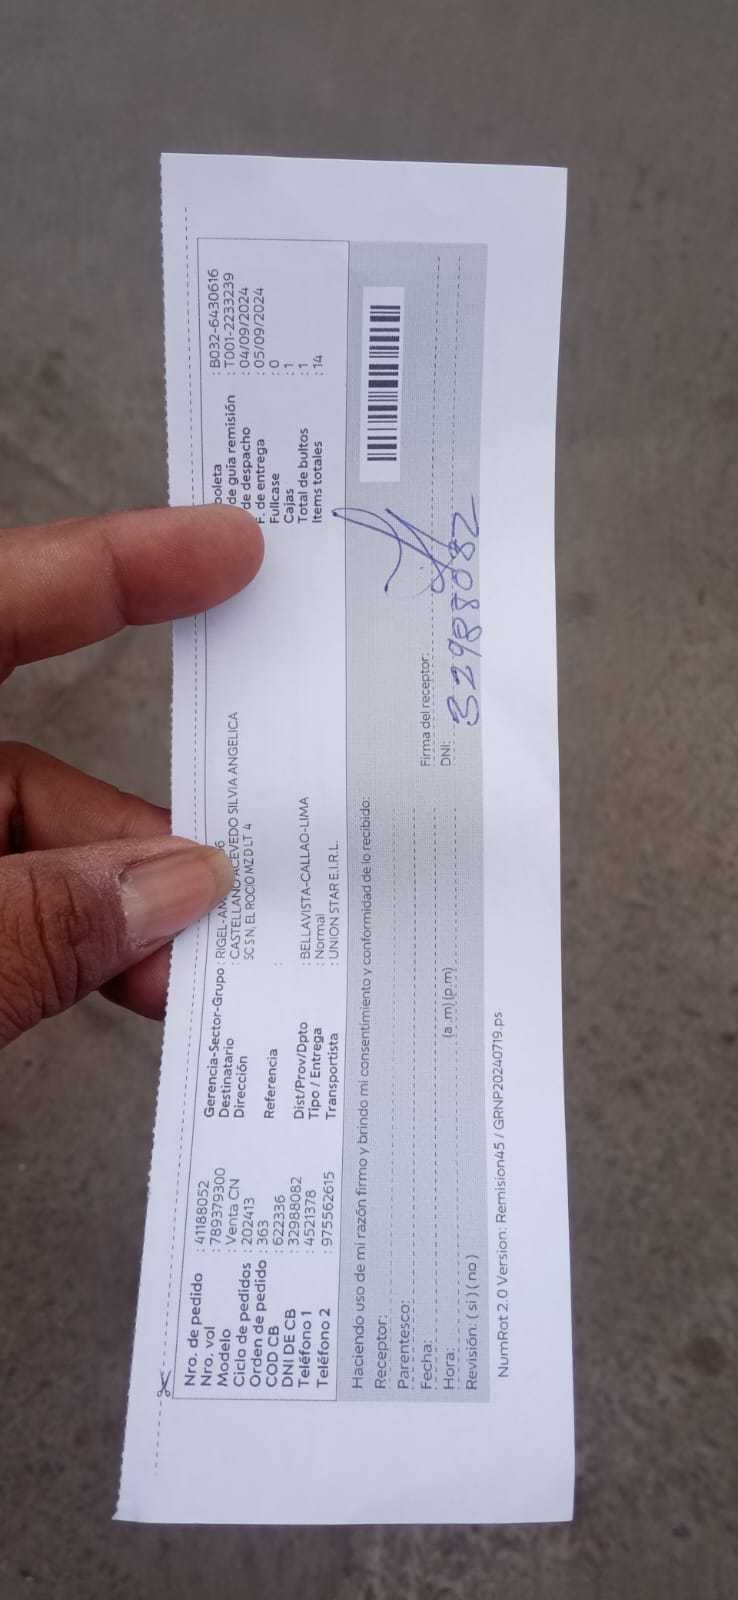 Nro. de pedido : 41188052
Nro. vol : 789379300
Modelo : Venta CN
Ciclo de pedidos : 202413
Orden de pedido : 363
COD CB : 622336
DNI DE CB : 32988082
Teléfono 1 : 4521378
Teléfono 2 : 975562615
Gerencia-Sector-Grupo : RIGEL-
Destinatario : CASTELLANO ACEVEDO SILVIA ANGELICA
Dirección SC S N, EL ROCIO MZ D LT 4
Referencia :
Dist/Prov/Dpto : BELLAVISTA-CALLAO-LIMA
Tipo / Entrega : Normal
Transportista : UNION STAR E.I.R.L.
boleta : B032-6430616
de guía remisión : T001-2233239
de despacho : 04/09/2024
F. de entrega : 05/09/2024
Fullcase : 0
Cajas : 1
Total de bultos : 1
Items totales : 14
Haciendo uso de mi razón firmo y brindo mi consentimiento y conformidad de lo recibido:
Receptor:
Parentesco:
Fecha:
Hora: (a .m) (p.m)
Revisión: ( si ) ( no )
Firma del receptor:
DNI: 32988082
NumRot 2.0 Version: Remision45 / GRNP20240719.ps